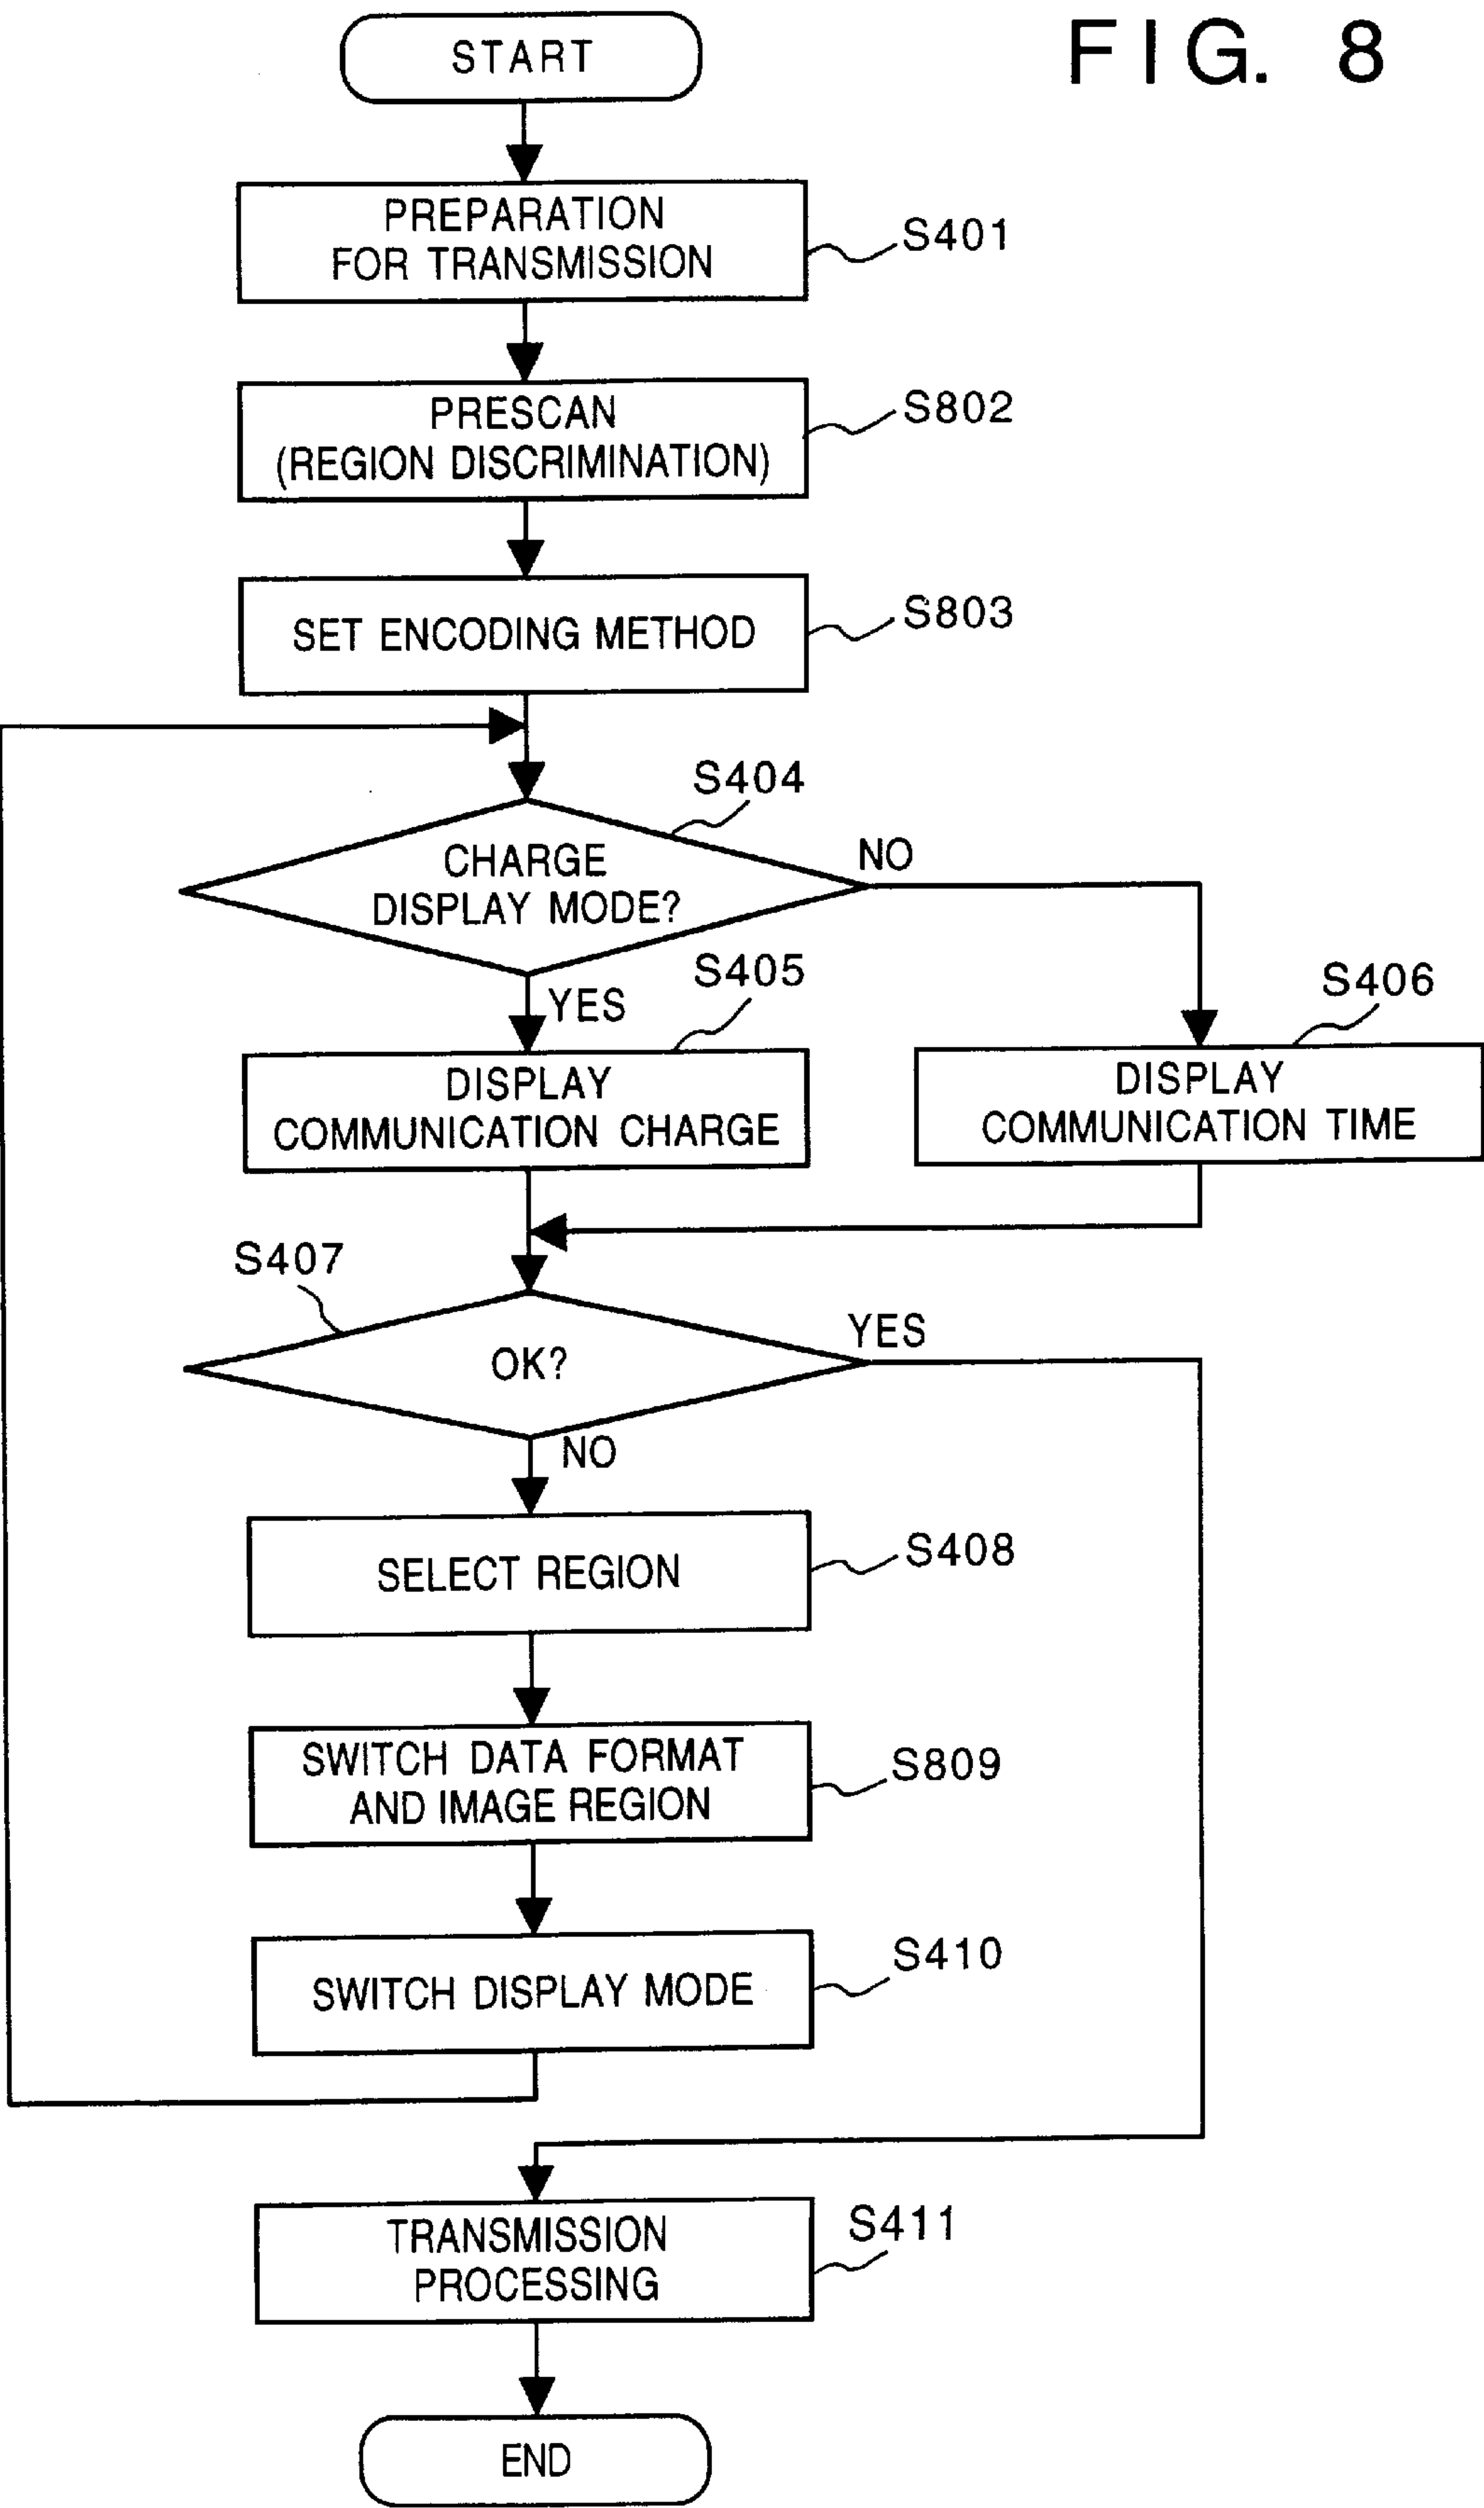 START
FIG. 8
PREPARATION
FOR TRANSMISSION
S401
PRESCAN
(REGION DISCRIMINATION)
S802
SET ENCODING METHOD
S803
S404
CHARGE
DISPLAY MODE?
NO
YES
S405
S406
DISPLAY
COMMUNICATION CHARGE
DISPLAY
COMMUNICATION TIME
S407
OK?
YES
NO
SELECT REGION
S408
SWITCH DATA FORMAT
AND IMAGE REGION
S809
SWITCH DISPLAY MODE
S410
TRANSMISSION
PROCESSING
S411
END